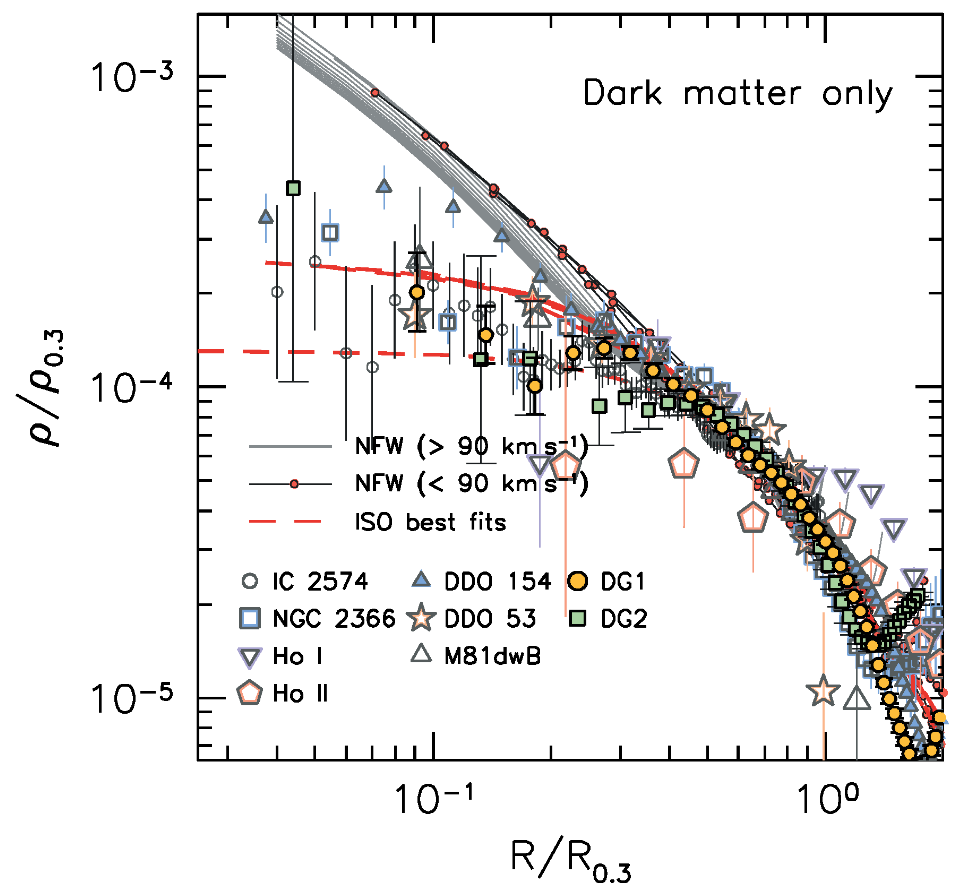 Dark matter only
10⁻³
10⁻⁴
10⁻⁵
ρ/ρ0.3
NFW (> 90 km s⁻¹)
NFW (< 90 km s⁻¹)
ISO best fits
IC 2574 DDO 154 DG1
NGC 2366 DDO 53 DG2
Ho I M81dwB
Ho II
10⁻¹ 10⁰
R/R0.3